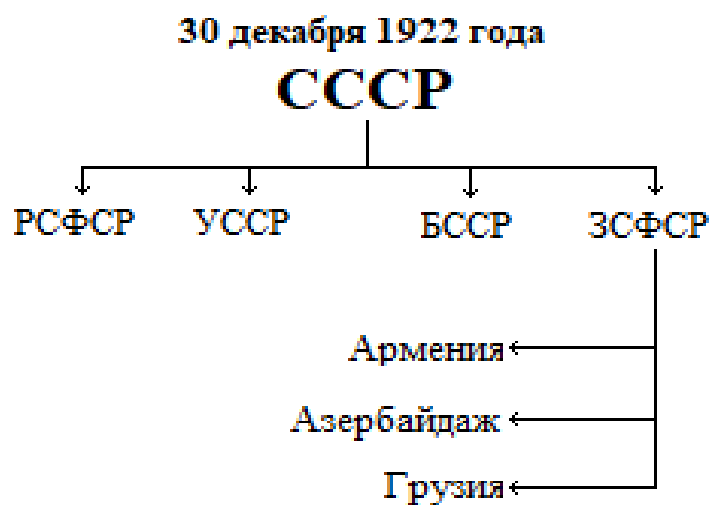 30 декабря 1922 года
СССР
РСФСР УССР БССР ЗСФСР
Армения
Азербайдаж
Грузия